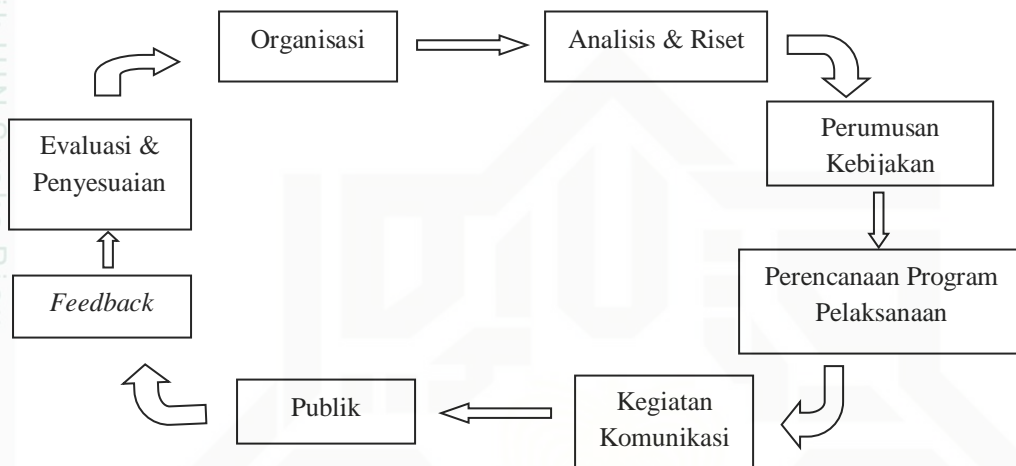 Organisasi
Analisis & Riset
Perumusan
Kebijakan
Perencanaan Program
Pelaksanaan
Kegiatan
Komunikasi
Publik
Feedback
Evaluasi &
Penyesuaian